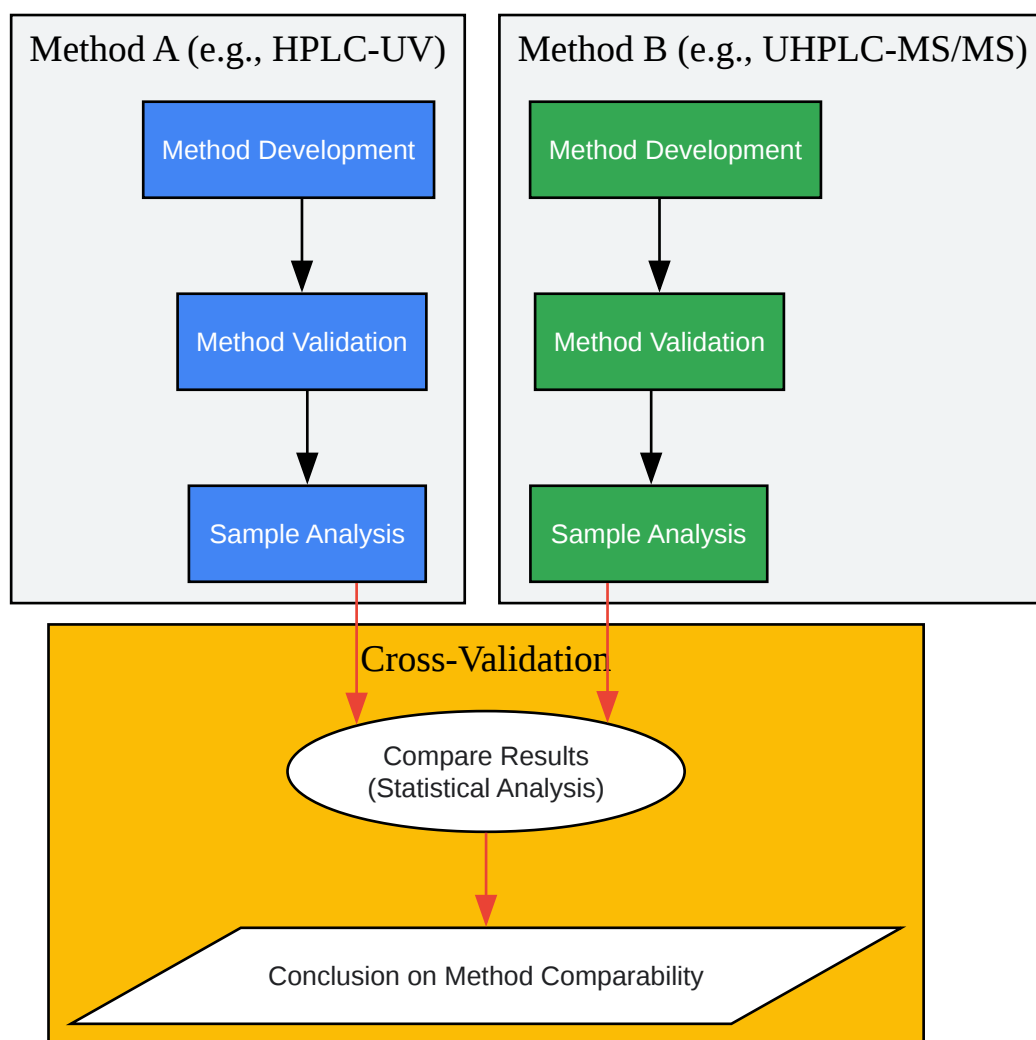 Method A (e.g., HPLC-UV)
Method Development
Method Validation
Sample Analysis
Method B (e.g., UHPLC-MS/MS)
Method Development
Method Validation
Sample Analysis
Cross-Validation
Compare Results
(Statistical Analysis)
Conclusion on Method Comparability